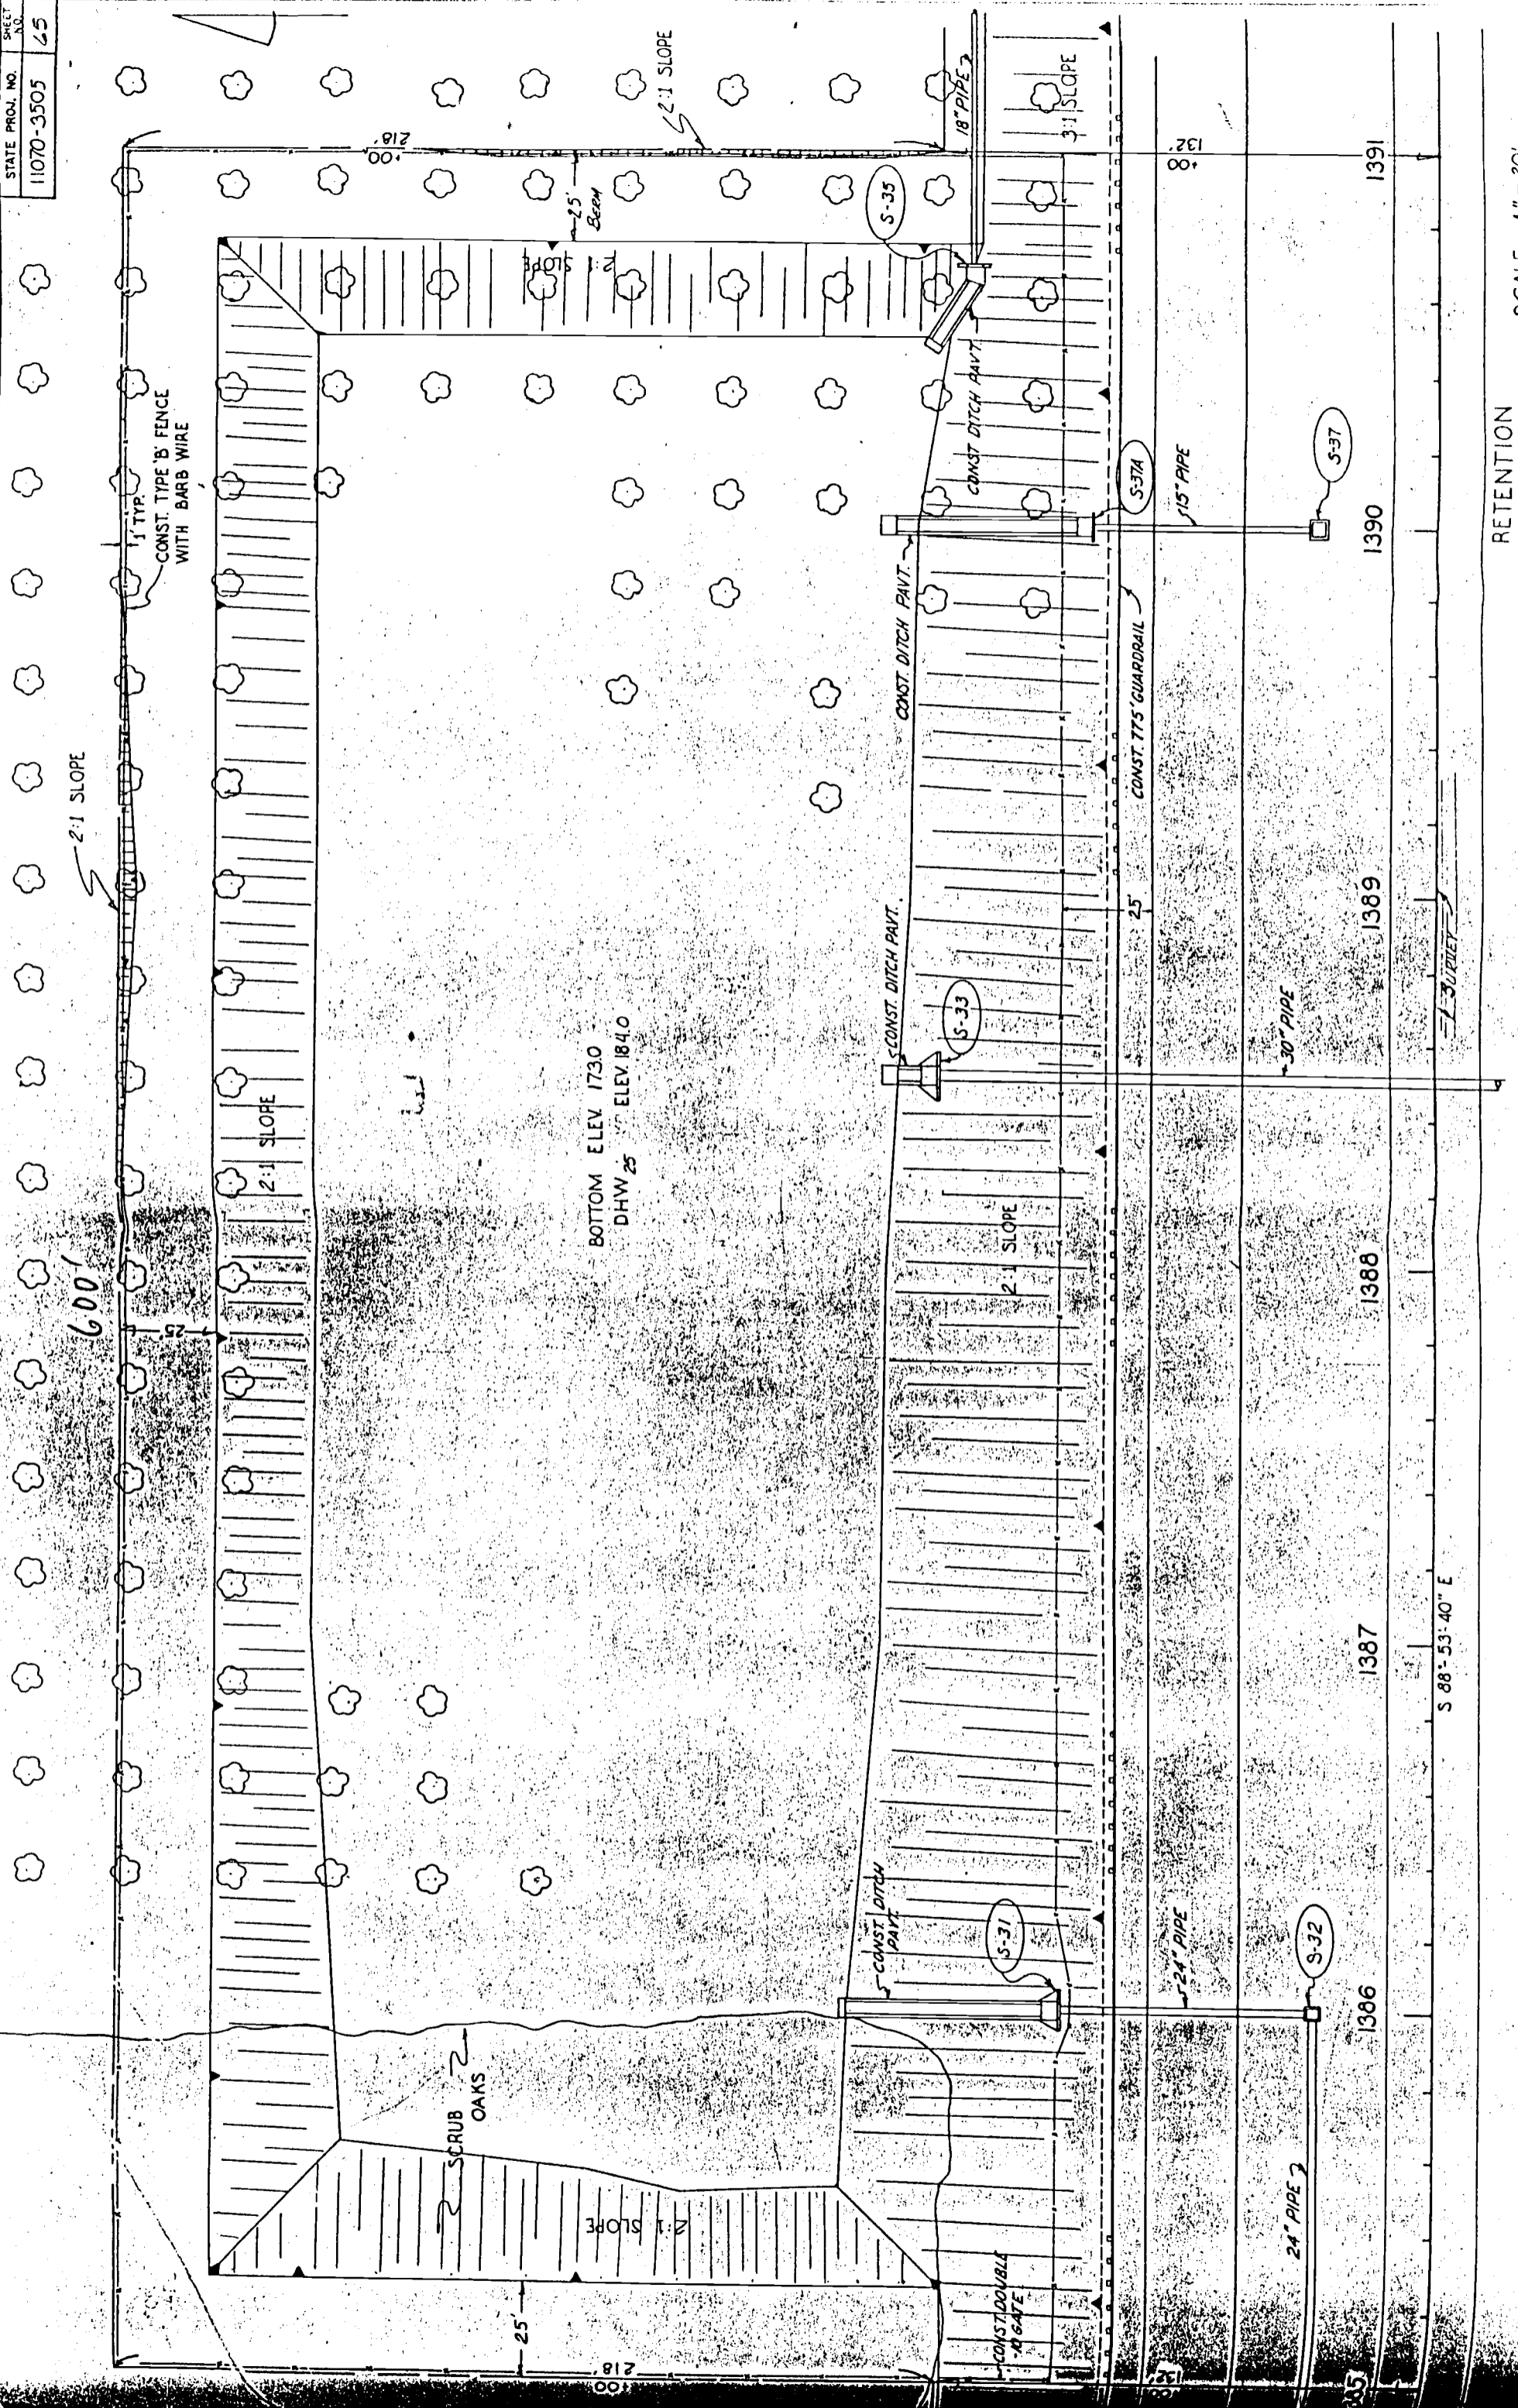 STATE PROJ. NO.
SHEET NO.
11070-3505
65
600'
2:1 SLOPE
1' TYP.
CONST. TYPE 'B' FENCE
WITH BARB WIRE
218'
+00
2:1 SLOPE
25'
BERM
2:1 SLOPE
S-35
18" PIPE
3:1 SLOPE
132'
+00
25'
2:1 SLOPE
BOTTOM ELEV. 173.0
DHW 25 ELEV. 184.0
CONST DITCH PAVT.
CONST. DITCH PAVT.
S-37A
15" PIPE
S-37
CONST. DITCH PAVT.
S-33
CONST. 775' GUARDRAIL
25'
30" PIPE
2:1 SLOPE
SCRUB
OAKS
2:1 SLOPE
25'
218'
+00
CONST. DITCH
PAVT.
S-31
24" PIPE
S-32
24" PIPE
CONST. DOUBLE
10' GATE
132'
1386
1387
1388
1389
1390
1391
S 88°-53'-40" E
RETENTION